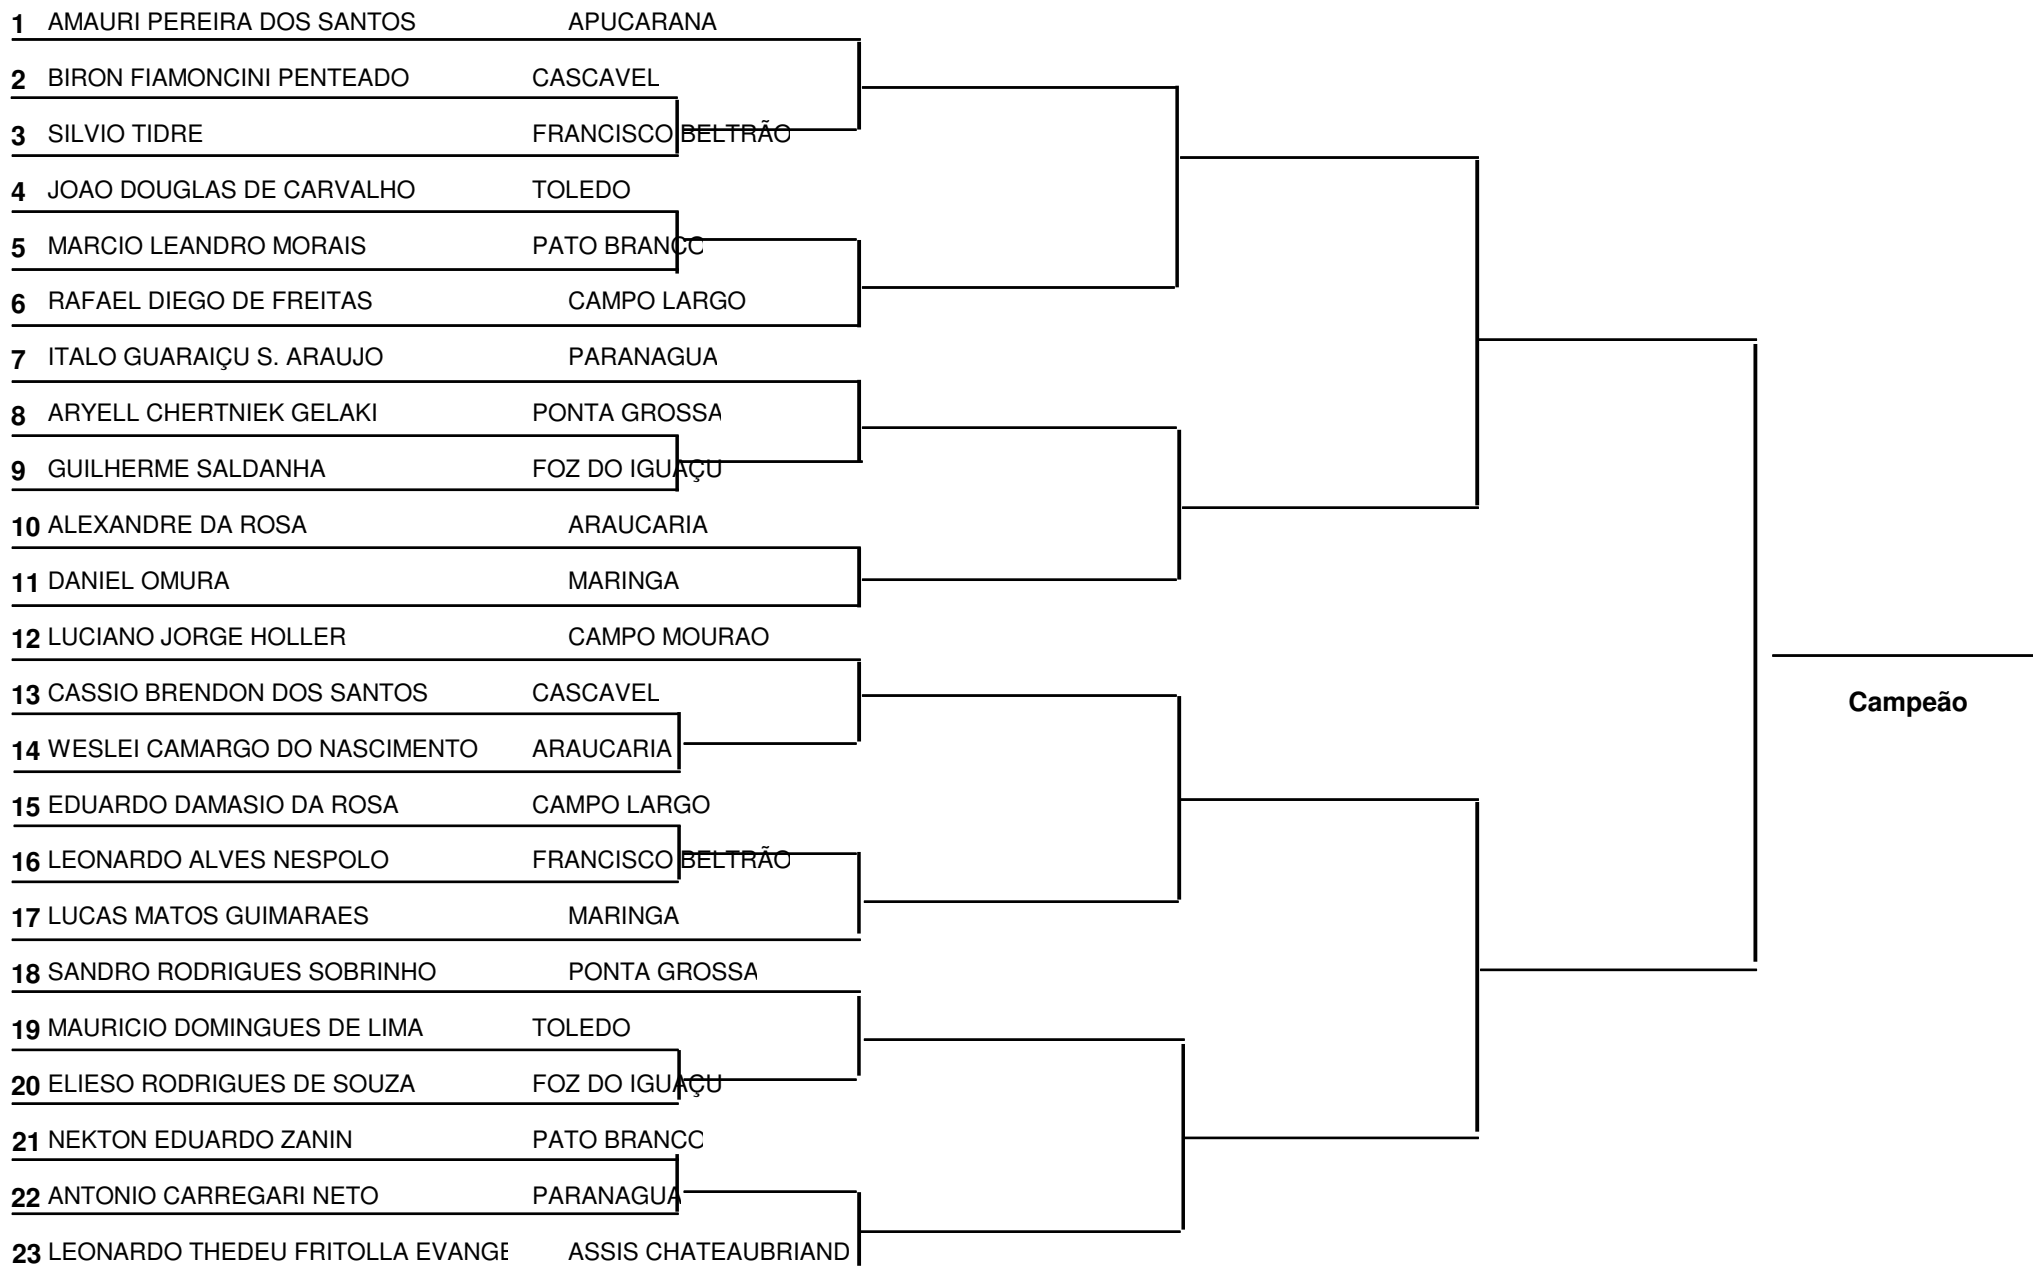 1 AMAURI PEREIRA DOS SANTOS APUCARANA
2 BIRON FIAMONCINI PENTEADO CASCAVEL
3 SILVIO TIDRE FRANCISCO BELTRÃO
4 JOAO DOUGLAS DE CARVALHO TOLEDO
5 MARCIO LEANDRO MORAIS PATO BRANCO
6 RAFAEL DIEGO DE FREITAS CAMPO LARGO
7 ITALO GUARAIÇU S. ARAUJO PARANAGUA
8 ARYELL CHERTNIEK GELAKI PONTA GROSSA
9 GUILHERME SALDANHA FOZ DO IGUAÇU
10 ALEXANDRE DA ROSA ARAUCARIA
11 DANIEL OMURA MARINGA
12 LUCIANO JORGE HOLLER CAMPO MOURAO
13 CASSIO BRENDON DOS SANTOS CASCAVEL
Campeão
14 WESLEI CAMARGO DO NASCIMENTO ARAUCARIA
15 EDUARDO DAMASIO DA ROSA CAMPO LARGO
16 LEONARDO ALVES NESPOLO FRANCISCO BELTRÃO
17 LUCAS MATOS GUIMARAES MARINGA
18 SANDRO RODRIGUES SOBRINHO PONTA GROSSA
19 MAURICIO DOMINGUES DE LIMA TOLEDO
20 ELIESO RODRIGUES DE SOUZA FOZ DO IGUAÇU
21 NEKTON EDUARDO ZANIN PATO BRANCO
22 ANTONIO CARREGARI NETO PARANAGUA
23 LEONARDO THEDEU FRITOLLA EVANGE ASSIS CHATEAUBRIAND